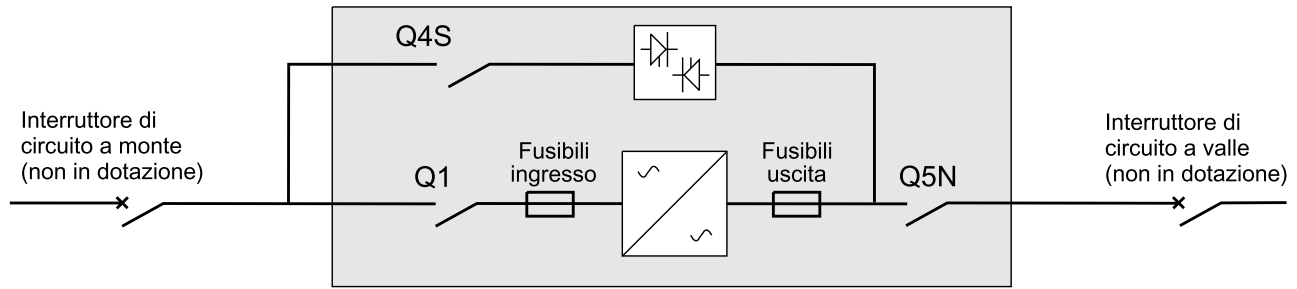 Q4S
Interruttore di
circuito a monte
(non in dotazione)
Q1
Fusibili
ingresso
Fusibili
uscita
Q5N
Interruttore di
circuito a valle
(non in dotazione)